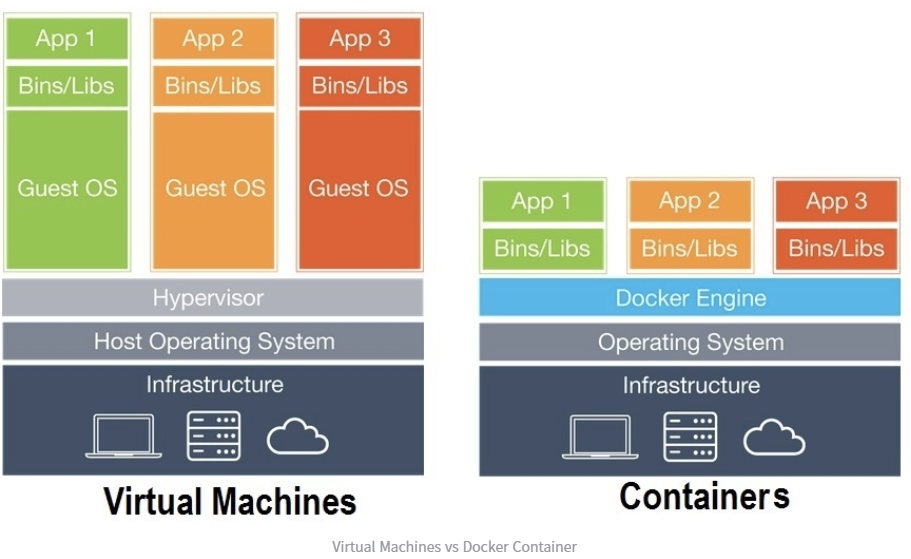 App 1
App 2
App 3
Bins/Libs
Bins/Libs
Bins/Libs
Guest OS
Guest OS
Guest OS
Hypervisor
Host Operating System
Infrastructure
Virtual Machines
App 1
App 2
App 3
Bins/Libs
Bins/Libs
Bins/Libs
Docker Engine
Operating System
Infrastructure
Containers
Virtual Machines vs Docker Container